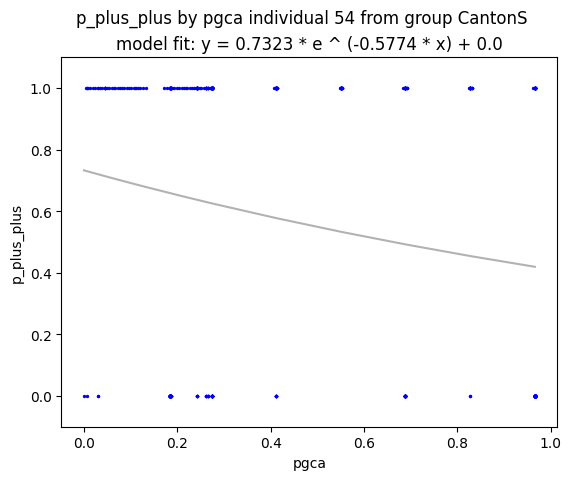 p_plus_plus by pgca individual 54 from group CantonS
model fit: y = 0.7323 * e ^ (-0.5774 * x) + 0.0
1.0
0.8
0.6
0.4
0.2
0.0
p_plus_plus
0.0 0.2 0.4 0.6 0.8 1.0
pgca